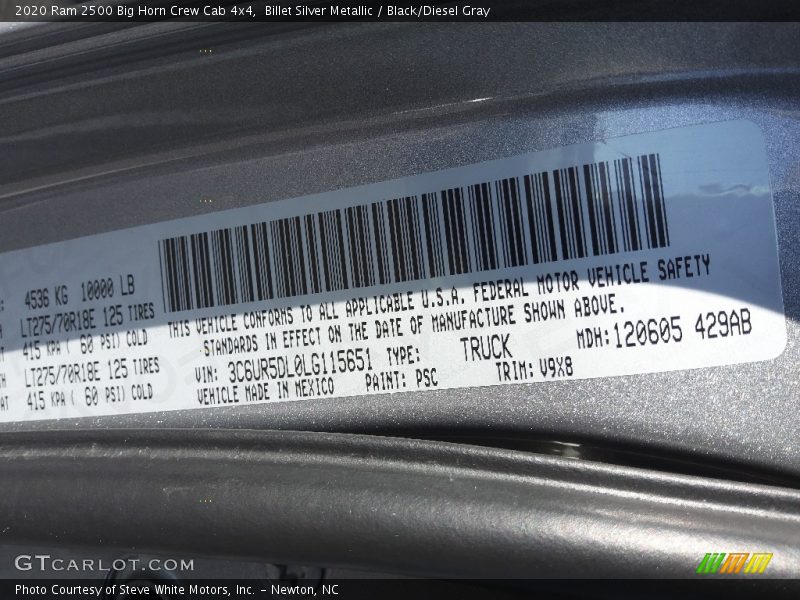 2020 Ram 2500 Big Horn Crew Cab 4x4, Billet Silver Metallic / Black/Diesel Gray
4536 KG 10000 LB
LT275/70R18E 125 TIRES
415 KPA ( 60 PSI) COLD
LT275/70R18E 125 TIRES
415 KPA ( 60 PSI) COLD
THIS VEHICLE CONFORMS TO ALL APPLICABLE U.S.A. FEDERAL MOTOR VEHICLE SAFETY
STANDARDS IN EFFECT ON THE DATE OF MANUFACTURE SHOWN ABOVE.
VIN: 3C6UR5DL0LG115651 TYPE: TRUCK MDH: 120605 429AB
VEHICLE MADE IN MEXICO PAINT: PSC TRIM: V9X8
GTCARLOT.COM
Photo Courtesy of Steve White Motors, Inc. - Newton, NC